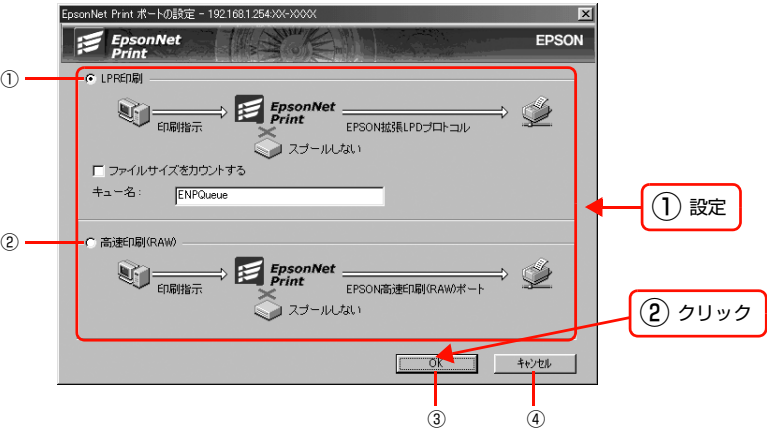 EpsonNet Print ポートの設定 - 192.168.1.254:XX-XXXX
EpsonNet
Print
EPSON
① LPR印刷
印刷指示
EpsonNet
Print
EPSON拡張LPDプロトコル
スプールしない
ファイルサイズをカウントする
キュー名:
ENPQueue
① 設定
② 高速印刷(RAW)
印刷指示
EpsonNet
Print
EPSON高速印刷(RAW)ポート
スプールしない
② クリック
OK
キャンセル
③
④